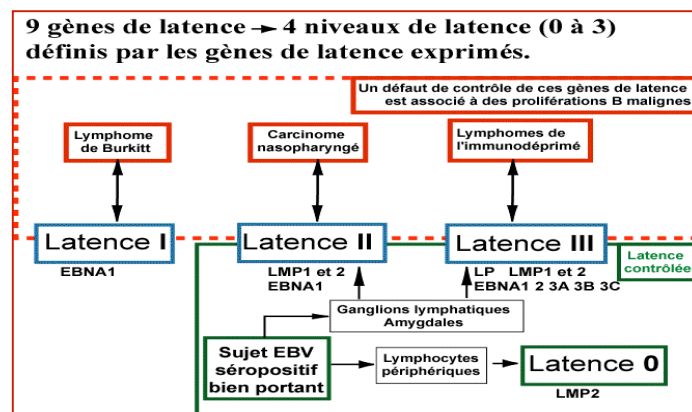 9 gènes de latence → 4 niveaux de latence (0 à 3)
définis par les gènes de latence exprimés.
Un défaut de contrôle de ces gènes de latence
est associé à des proliférations B malignes
Lymphome
de Burkitt
Carcinome
nasopharyngé
Lymphomes de
l'immunodéprimé
Latence I
Latence II
Latence III
EBNA1
LMP1 et 2
EBNA1
LP LMP1 et 2
EBNA1 2 3A 3B 3C
Latence
contrôlée
Ganglions lymphatiques
Amygdales
Sujet EBV
séropositif
bien portant
Lymphocytes
périphériques
Latence 0
LMP2